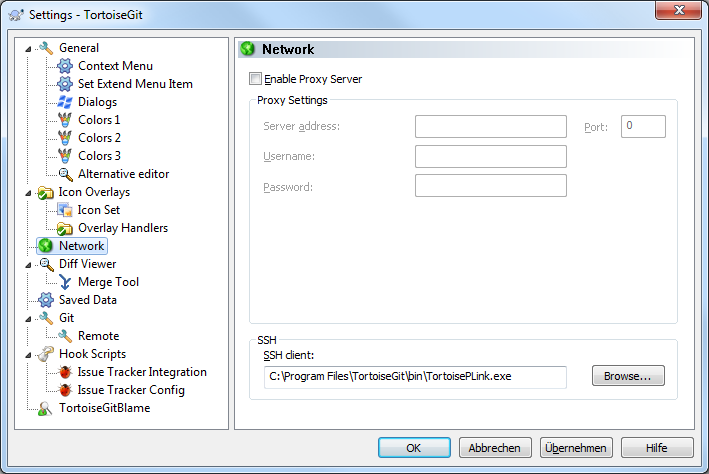 Settings - TortoiseGit
General
Context Menu
Set Extend Menu Item
Dialogs
Colors 1
Colors 2
Colors 3
Alternative editor
Icon Overlays
Icon Set
Overlay Handlers
Network
Diff Viewer
Merge Tool
Saved Data
Git
Remote
Hook Scripts
Issue Tracker Integration
Issue Tracker Config
TortoiseGitBlame
Network
Enable Proxy Server
Proxy Settings
Server address: Port: 0
Username:
Password:
SSH
SSH client:
C:\Program Files\TortoiseGit\bin\TortoisePLink.exe Browse...
OK Abbrechen Übernehmen Hilfe